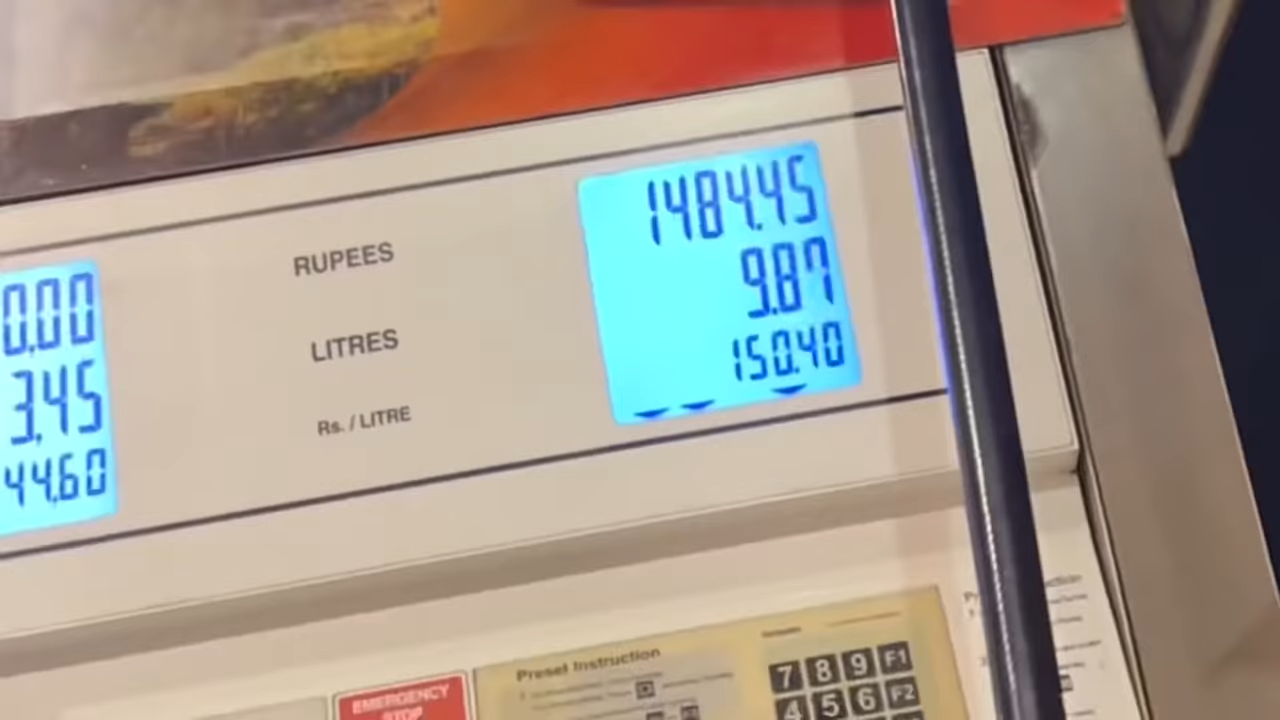 RUPEES
1484.45
0.00
LITRES
9.87
3.45
Rs. / LITRE
150.40
44.60
Preset Instruction
EMERGENCY
STOP
7 8 9 F1
4 5 6 F2